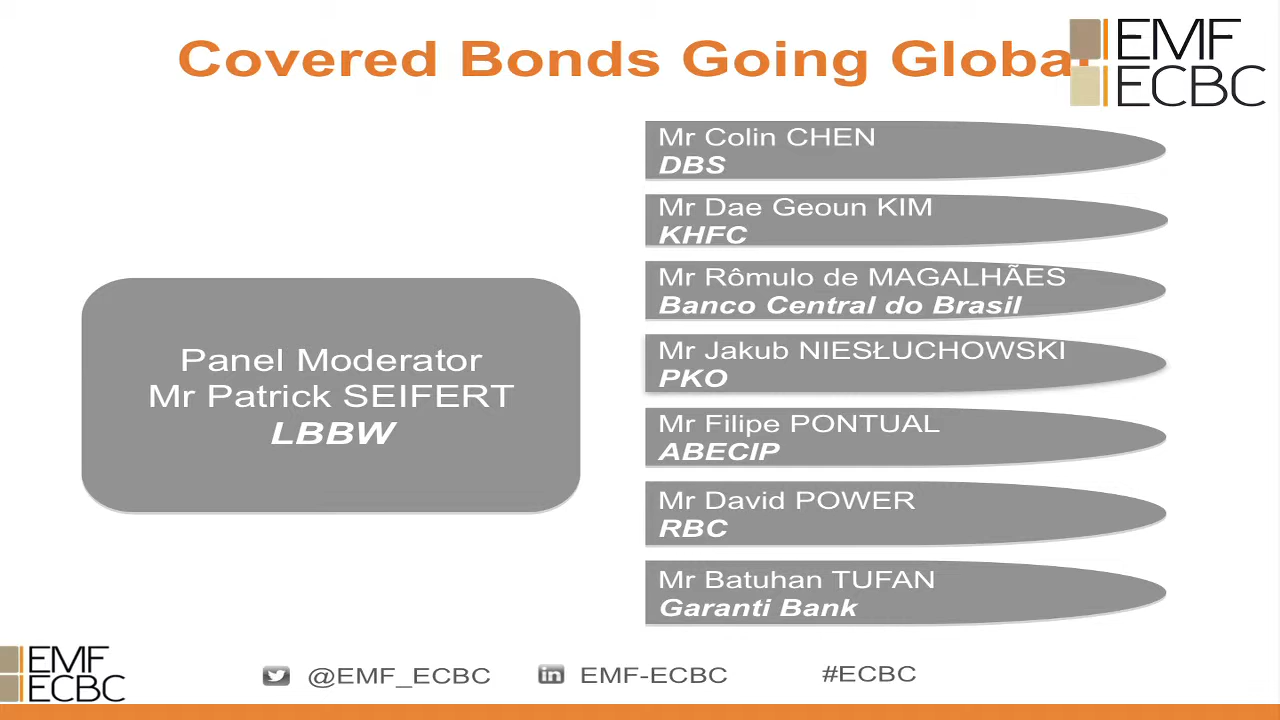 Covered Bonds Going Global
EMF
ECBC
Panel Moderator
Mr Patrick SEIFERT
LBBW
Mr Colin CHEN
DBS
Mr Dae Geoun KIM
KHFC
Mr Rômulo de MAGALHÃES
Banco Central do Brasil
Mr Jakub NIESŁUCHOWSKI
PKO
Mr Filipe PONTUAL
ABECIP
Mr David POWER
RBC
Mr Batuhan TUFAN
Garanti Bank
EMF
ECBC
@EMF_ECBC
in EMF-ECBC
#ECBC